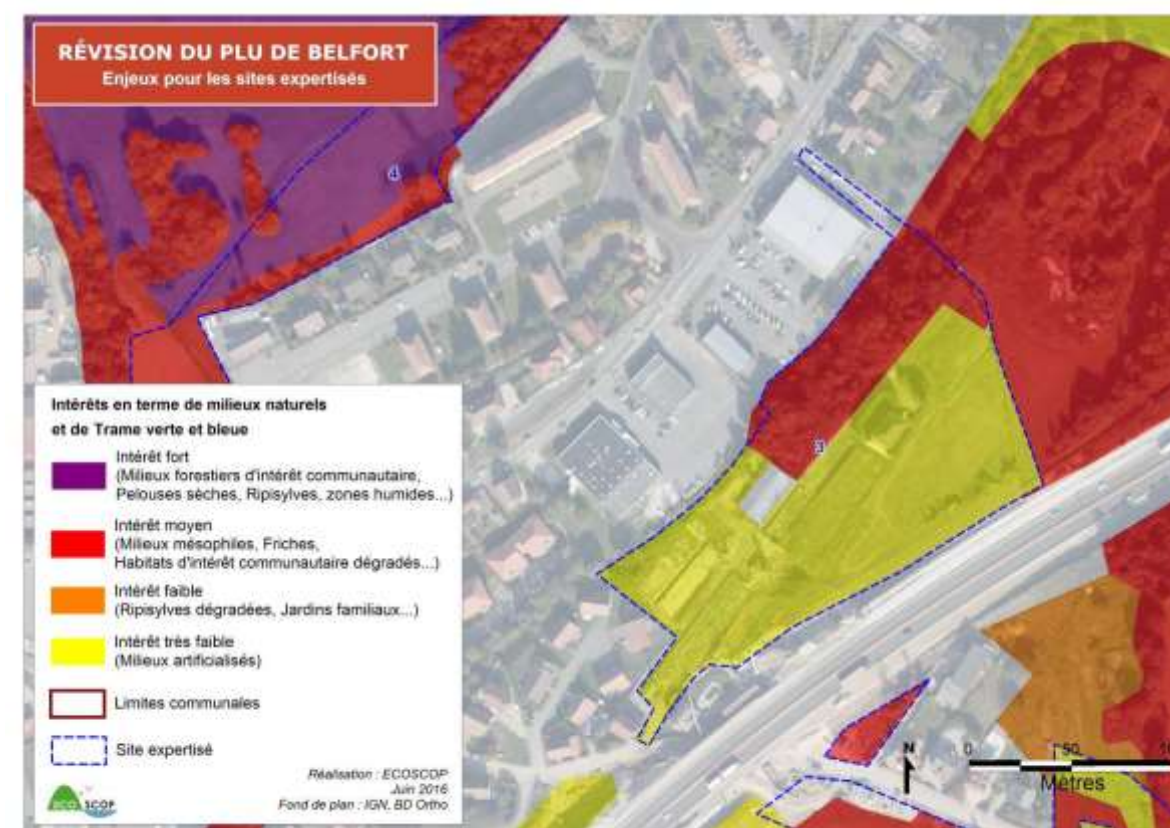 RÉVISION DU PLU DE BELFORT
Enjeux pour les sites expertisés
4
3
Intérêts en terme de milieux naturels
et de Trame verte et bleue
Intérêt fort
(Milieux forestiers d'intérêt communautaire,
Pelouses sèches, Ripisylves, zones humides...)
Intérêt moyen
(Milieux mésophiles, Friches,
Habitats d'intérêt communautaire dégradés...)
Intérêt faible
(Ripisylves dégradées, Jardins familiaux...)
Intérêt très faible
(Milieux artificialisés)
Limites communales
Site expertisé
Réalisation : ECOSCOP
Juin 2016
Fond de plan : IGN, BD Ortho
ECO SCOP
N
0 50
Mètres